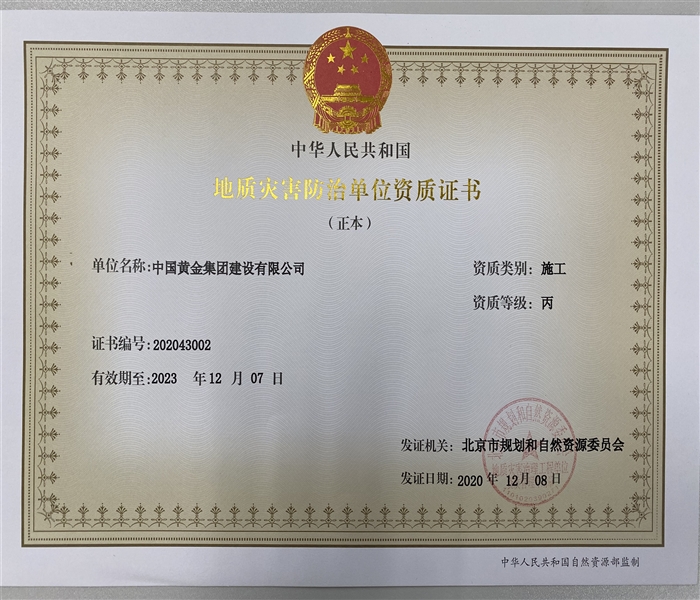 中华人民共和国
地质灾害防治单位资质证书
（正本）
单位名称:中国黄金集团建设有限公司
资质类别: 施工
资质等级: 丙
证书编号:202043002
有效期至:2023 年12 月 07 日
发证机关: 北京市规划和自然资源委员会
发证日期: 2020 年 12 月 08 日
中华人民共和国自然资源部监制